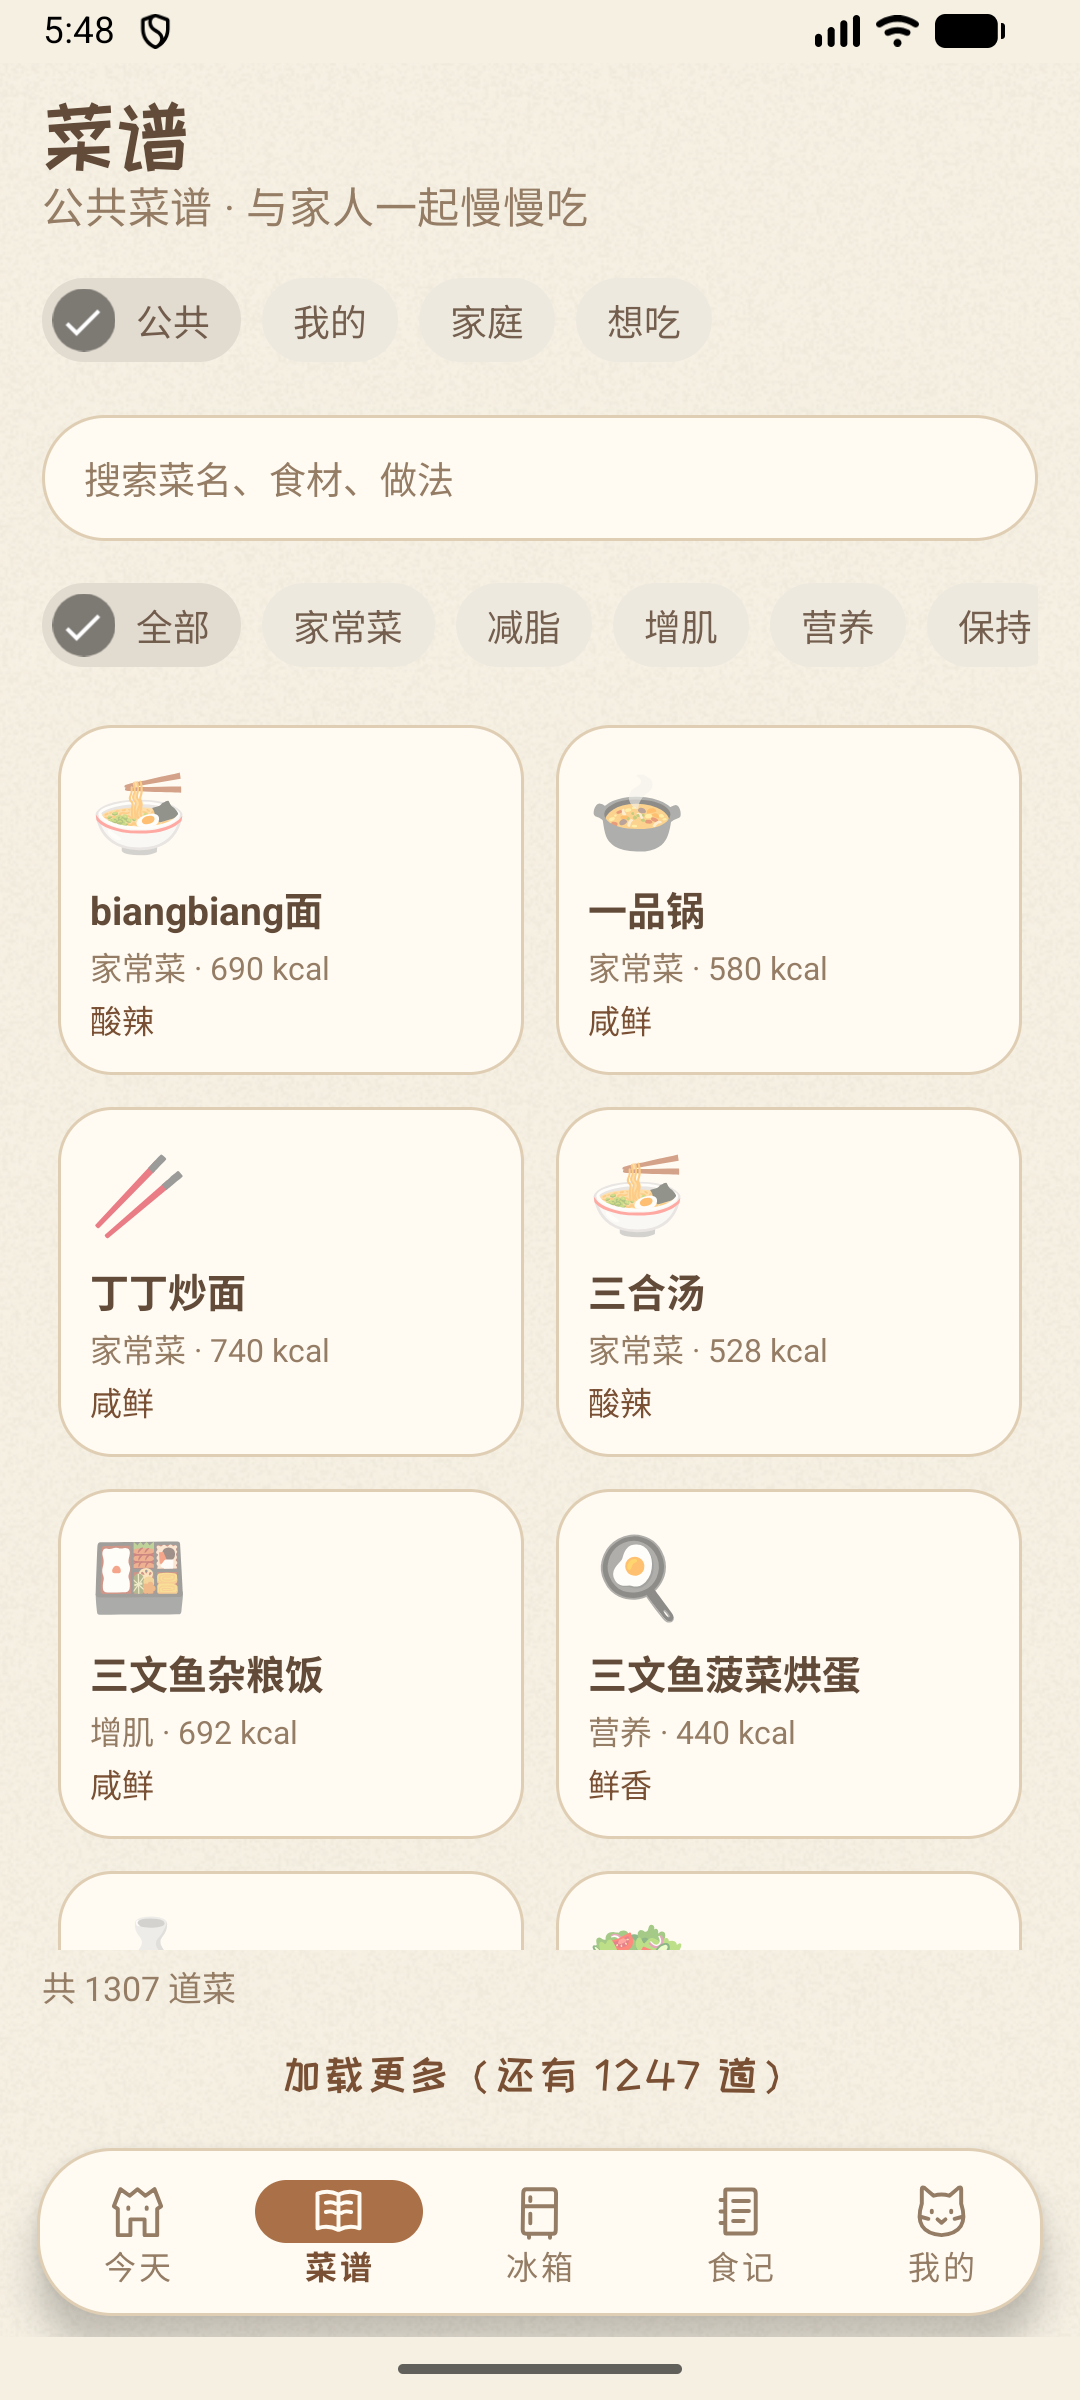 5:48
菜谱
公共菜谱 · 与家人一起慢慢吃
公共 我的 家庭 想吃
搜索菜名、食材、做法
全部 家常菜 减脂 增肌 营养 保持
biangbiang面
家常菜 · 690 kcal
酸辣
一品锅
家常菜 · 580 kcal
咸鲜
丁丁炒面
家常菜 · 740 kcal
咸鲜
三合汤
家常菜 · 528 kcal
酸辣
三文鱼杂粮饭
增肌 · 692 kcal
咸鲜
三文鱼菠菜烘蛋
营养 · 440 kcal
鲜香
共 1307 道菜
加载更多（还有 1247 道）
今天 菜谱 冰箱 食记 我的